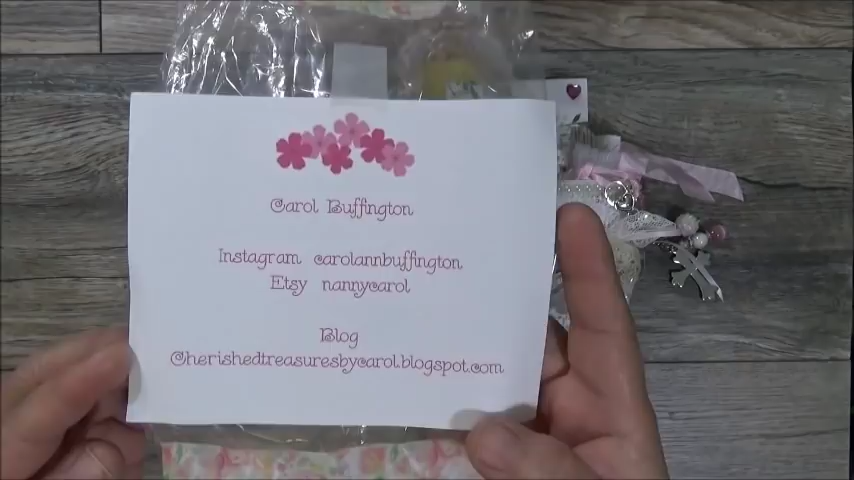 Carol Buffington
Instagram carolannbuffington
Etsy nannycarol
Blog
Cherishedtreasuresbycarol.blogspot.com